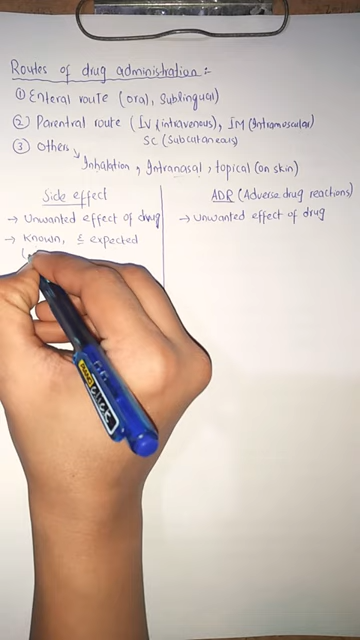 Routes of drug administration :-
① Enteral route (oral, Sublingual)
② Parentral route (IV (intravenous), IM (Intramuscular)
SC (Subcutaneous)
③ Others
Inhalation, Intranasal, topical (on skin)
Side effect
→ Unwanted effect of drug
→ Known, & expected
ADR (Adverse drug reactions)
→ Unwanted effect of drug